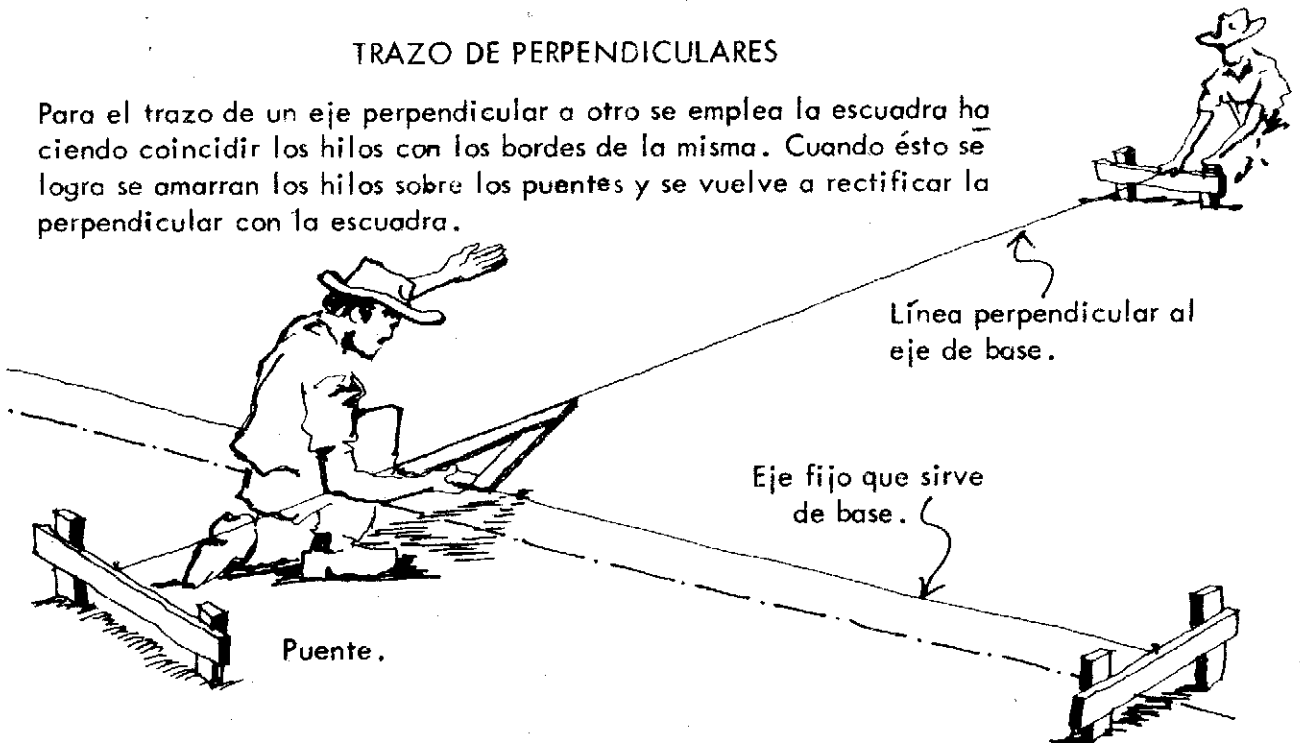 TRAZO DE PERPENDICULARES
Para el trazo de un eje perpendicular a otro se emplea la escuadra ha
ciendo coincidir los hilos con los bordes de la misma. Cuando ésto se
logra se amarran los hilos sobre los puentes y se vuelve a rectificar la
perpendicular con la escuadra.
Línea perpendicular al
eje de base.
Eje fijo que sirve
de base.
Puente.